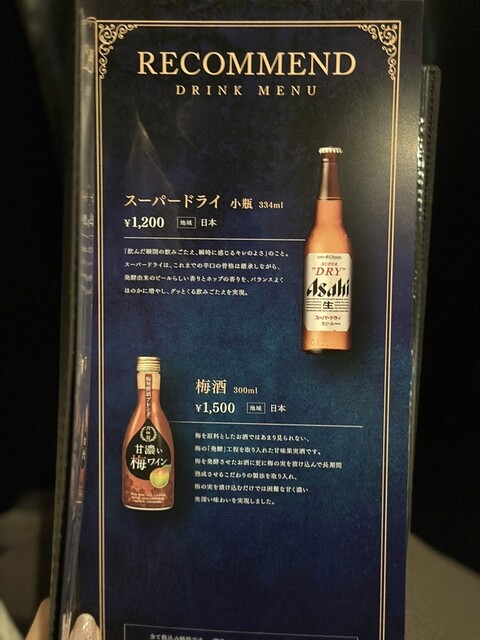 RECOMMEND
DRINK MENU
スーパードライ 小瓶 334ml
¥1,200 地域 日本
「飲んだ瞬間の飲みごたえ、瞬時に感じるキレのよさ」のこと。
スーパードライは、これまでの辛口の骨格は継承しながら、
発酵由来のビールらしい香りとホップの香りを、バランスよく
ほのかに増やし、グッとくる飲みごたえを実現。
SUPER
"DRY"
Asahi
生
スーパードライ
梅酒 300ml
¥1,500 地域 日本
梅を原料としたお酒ではあまり見られない、
梅の「発酵」工程を取り入れた甘味果実酒です。
梅を発酵させたお酒に更に梅の実を漬け込んで長期間
熟成させるこだわりの製法を取り入れ、
梅の実を漬け込むだけでは困難な甘く濃い
奥深い味わいを実現しました。
甘濃い
梅ワイン